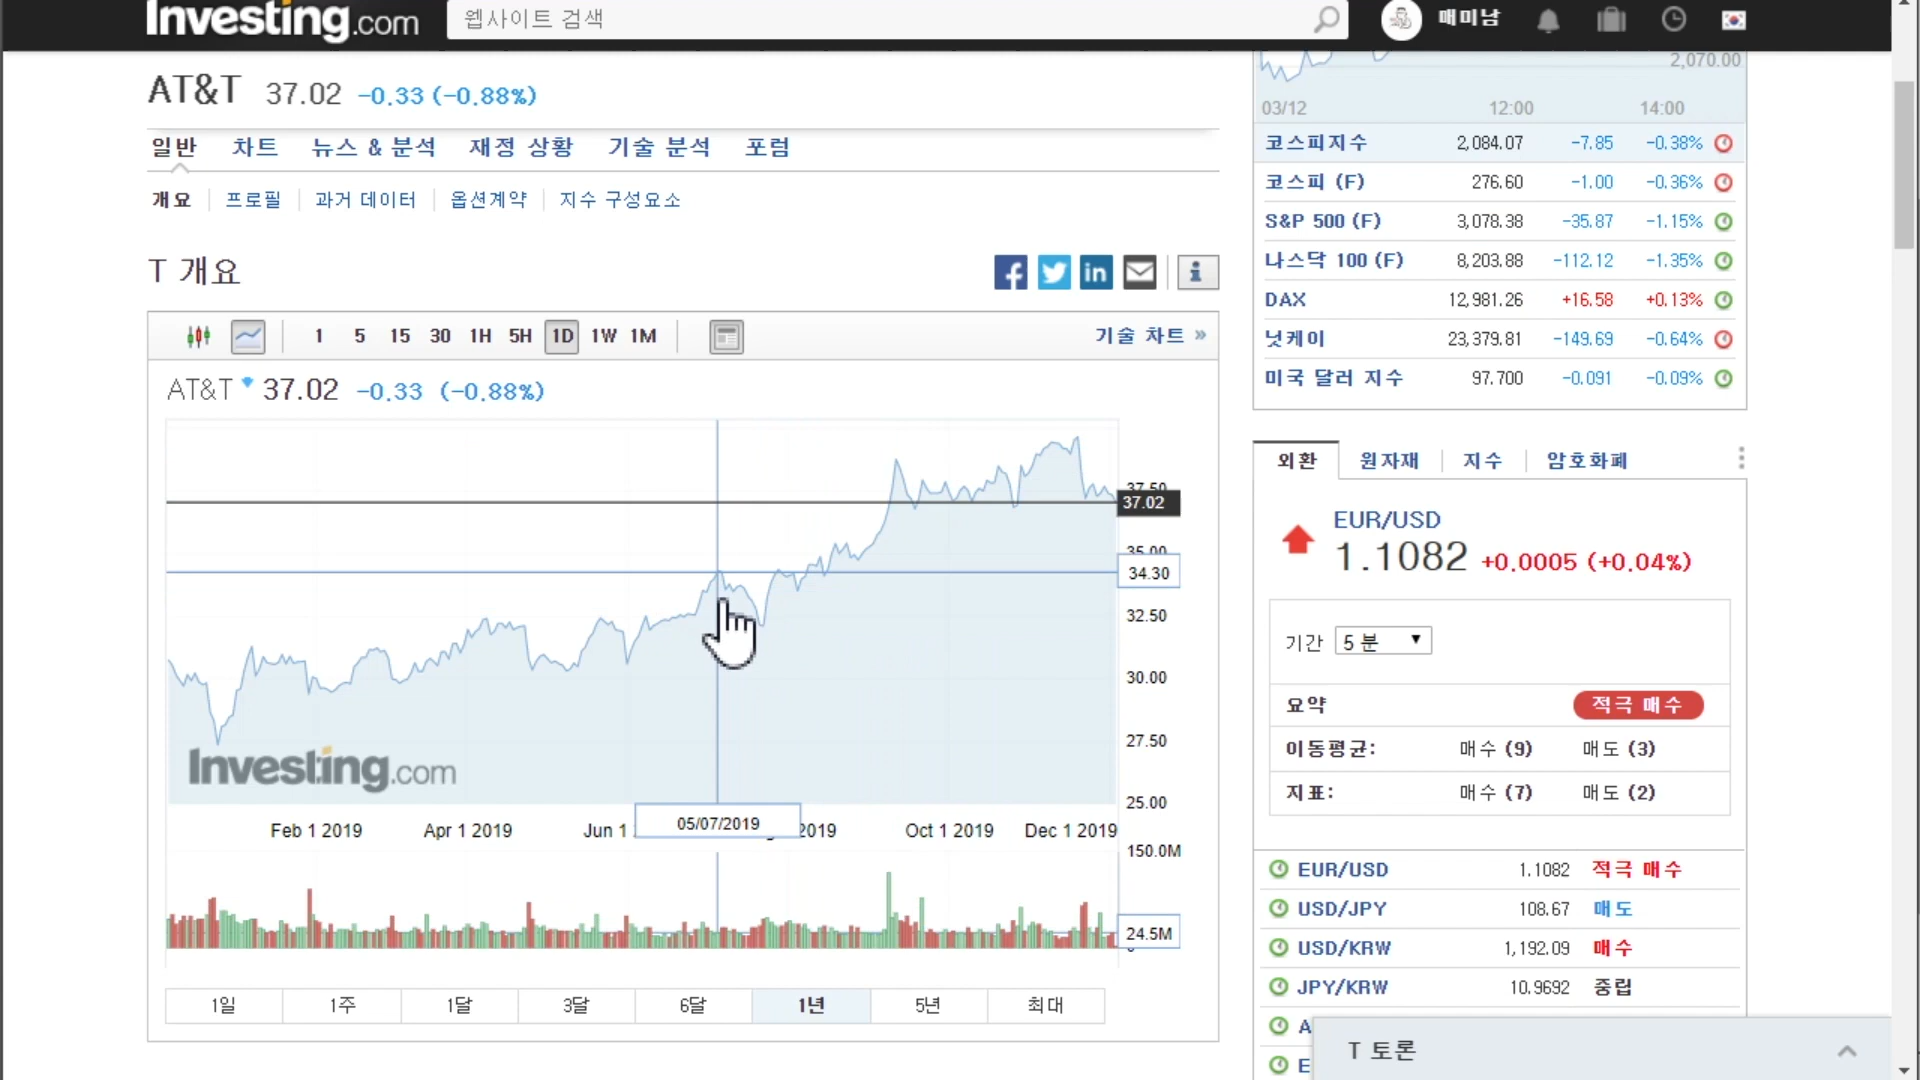 Investing.com
웹사이트 검색
매미남
AT&T 37.02 -0.33 (-0.88%)
일반 차트 뉴스 & 분석 재정 상황 기술 분석 포럼
개요 프로필 과거 데이터 옵션계약 지수 구성요소
T 개요
1 5 15 30 1H 5H 1D 1W 1M
기술 차트 »
AT&T 37.02 -0.33 (-0.88%)
37.50
37.02
35.00
34.30
32.50
30.00
27.50
25.00
Investing.com
Feb 1 2019 Apr 1 2019 Jun 1 05/07/2019 2019 Oct 1 2019 Dec 1 2019
150.0M
24.5M
1일 1주 1달 3달 6달 1년 5년 최대
2,070.00
03/12 12:00 14:00
코스피지수 2,084.07 -7.85 -0.38%
코스피 (F) 276.60 -1.00 -0.36%
S&P 500 (F) 3,078.38 -35.87 -1.15%
나스닥 100 (F) 8,203.88 -112.12 -1.35%
DAX 12,981.26 +16.58 +0.13%
닛케이 23,379.81 -149.69 -0.64%
미국 달러 지수 97.700 -0.091 -0.09%
외환 원자재 지수 암호화폐
EUR/USD
1.1082 +0.0005 (+0.04%)
기간 5 분
요약 적극 매수
이동평균: 매수 (9) 매도 (3)
지표: 매수 (7) 매도 (2)
EUR/USD 1.1082 적극 매수
USD/JPY 108.67 매도
USD/KRW 1,192.09 매수
JPY/KRW 10.9692 중립
A
E
T 토론